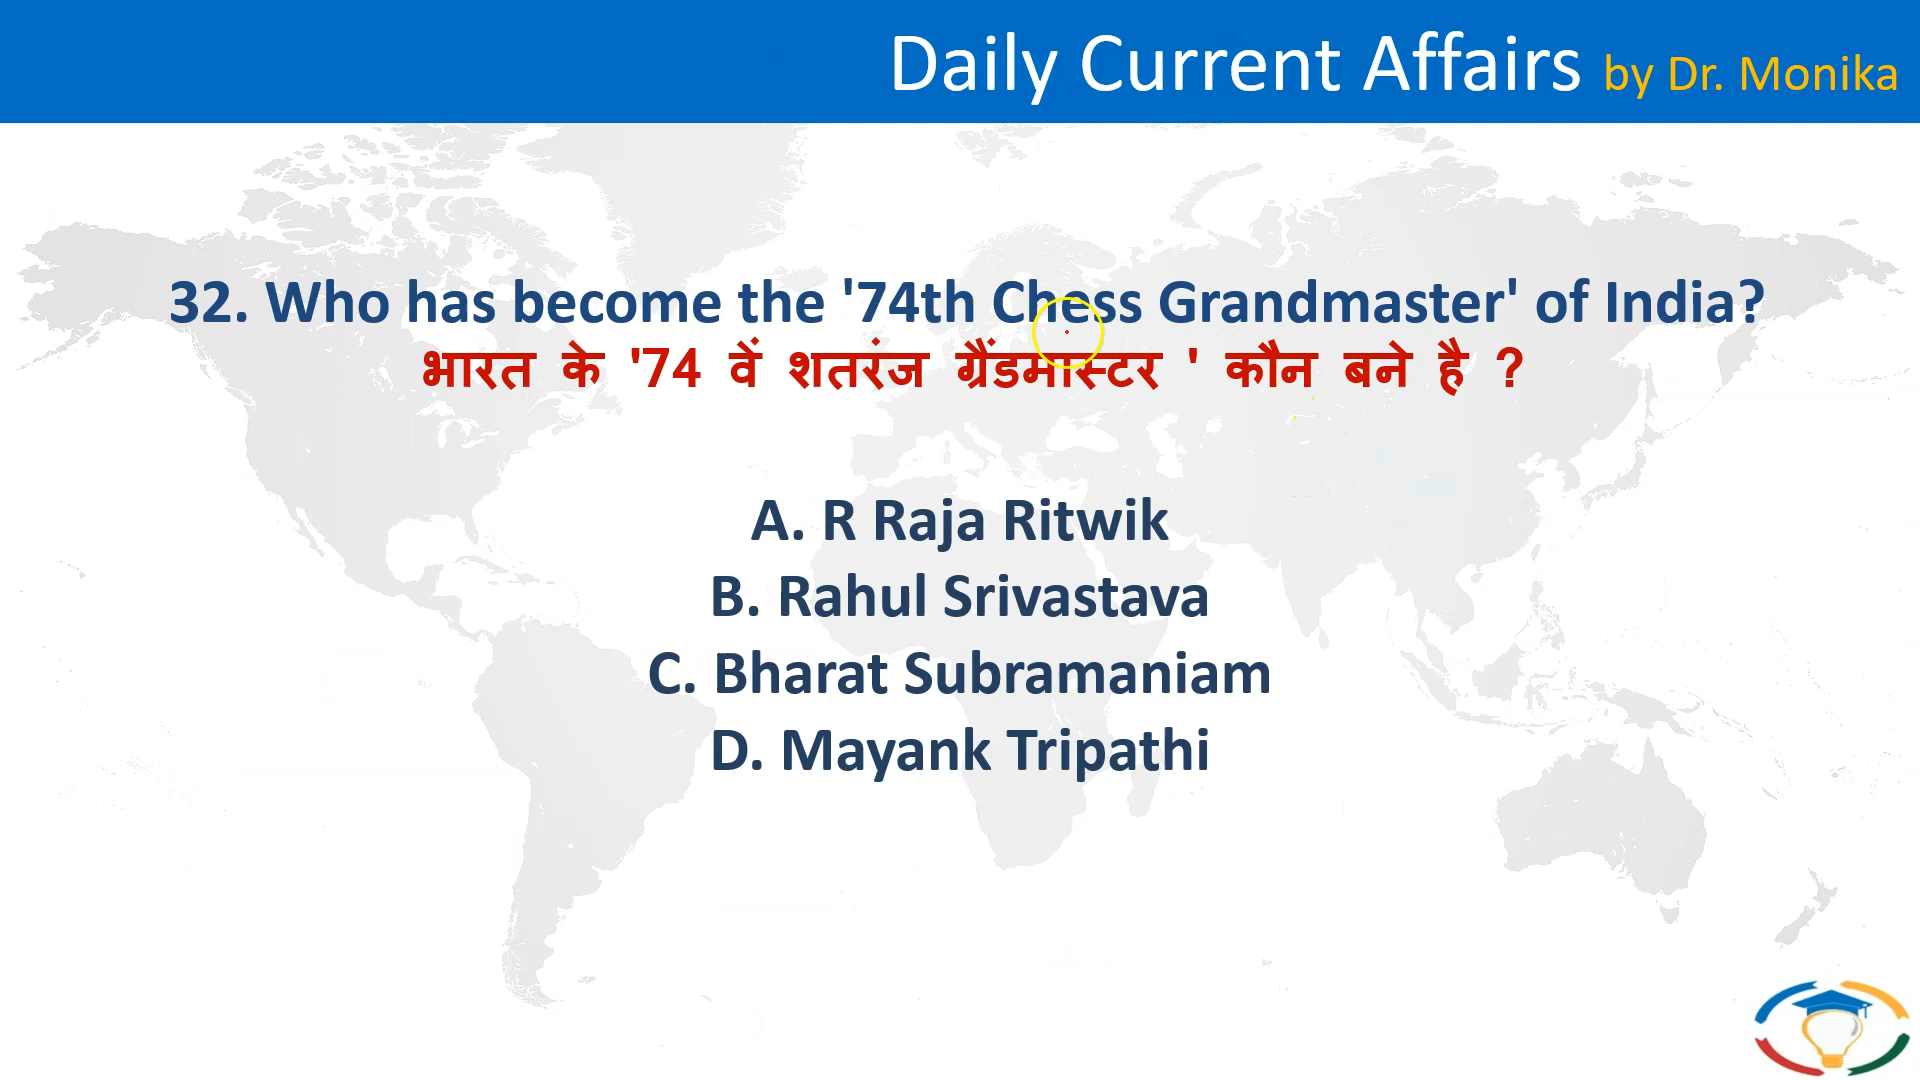 Daily Current Affairs by Dr. Monika
32. Who has become the '74th Chess Grandmaster' of India?
भारत के '74 वें शतरंज ग्रैंडमास्टर ' कौन बने है ?
A. R Raja Ritwik
B. Rahul Srivastava
C. Bharat Subramaniam
D. Mayank Tripathi